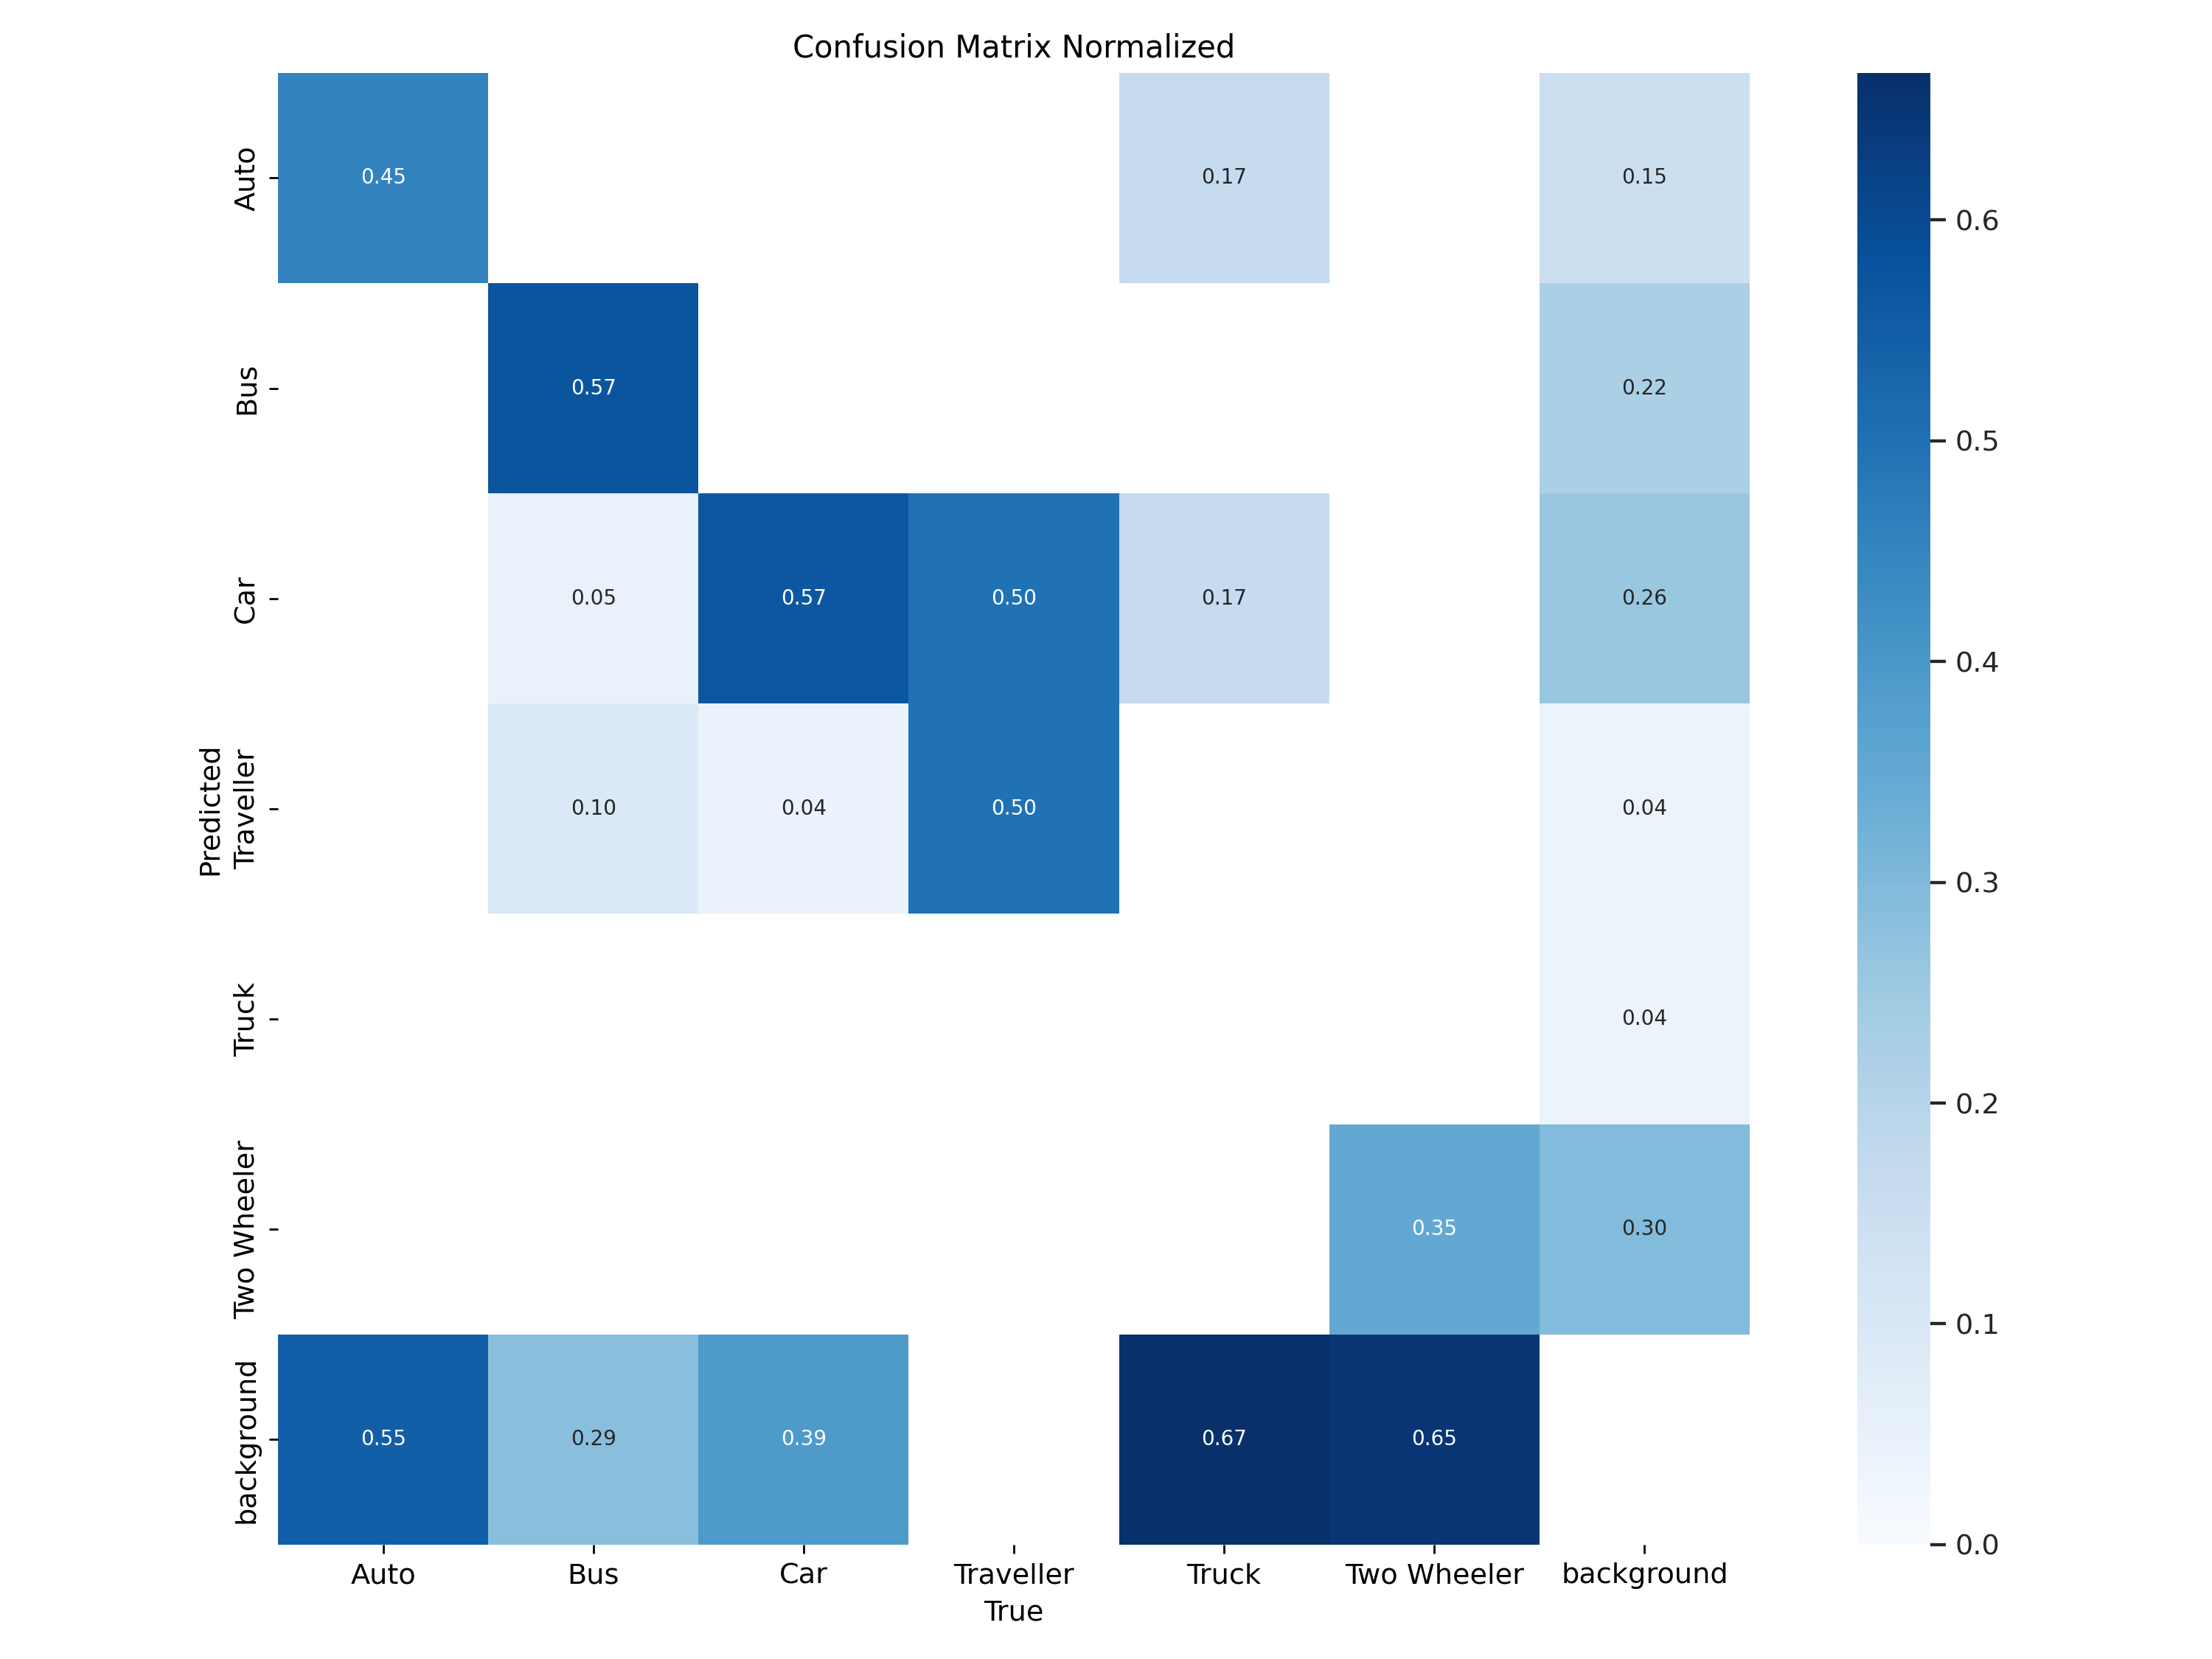 Confusion Matrix Normalized
Auto
0.45
0.17
0.15
Bus
0.57
0.22
Car
0.05
0.57
0.50
0.17
0.26
Predicted
Traveller
0.10
0.04
0.50
0.04
Truck
0.04
Two Wheeler
0.35
0.30
background
0.55
0.29
0.39
0.67
0.65
Auto
Bus
Car
Traveller
Truck
Two Wheeler
background
True
0.6
0.5
0.4
0.3
0.2
0.1
0.0